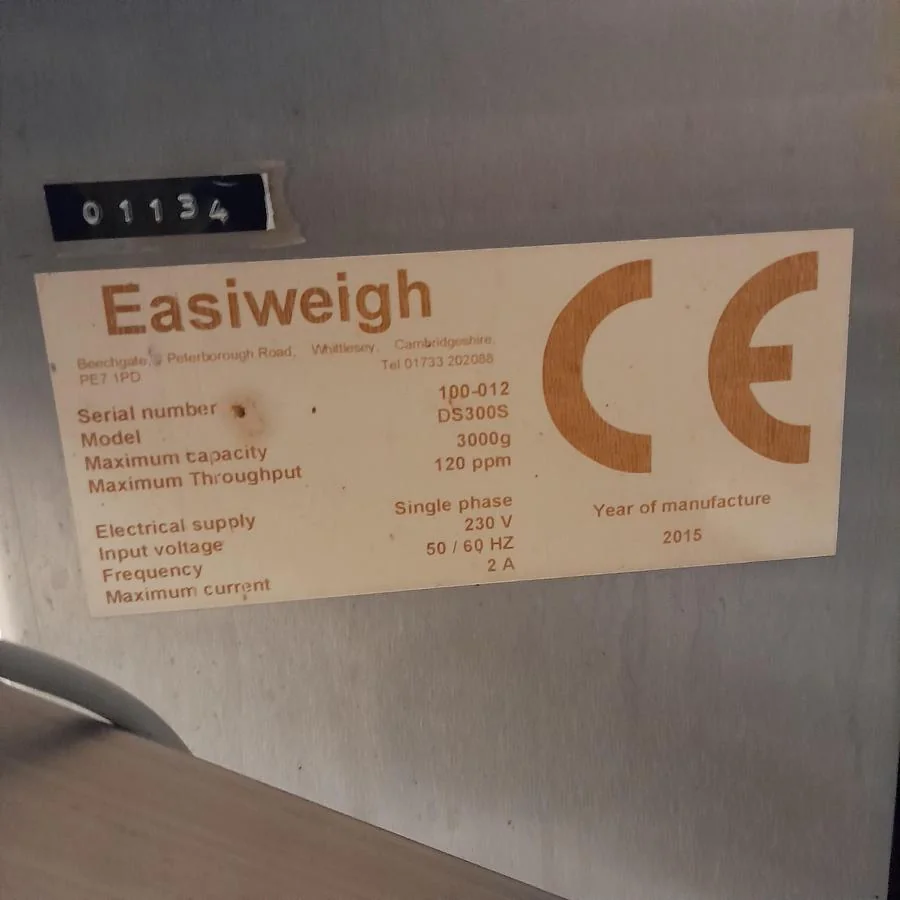 01134
Easiweigh
Beechgate, Peterborough Road, Whittlesey, Cambridgeshire,
PE7 1PD Tel 01733 202088
Serial number 100-012
Model DS300S
Maximum capacity 3000g
Maximum Throughput 120 ppm
Electrical supply Single phase
Input voltage 230 V
Frequency 50 / 60 HZ
Maximum current 2 A
CE
Year of manufacture
2015